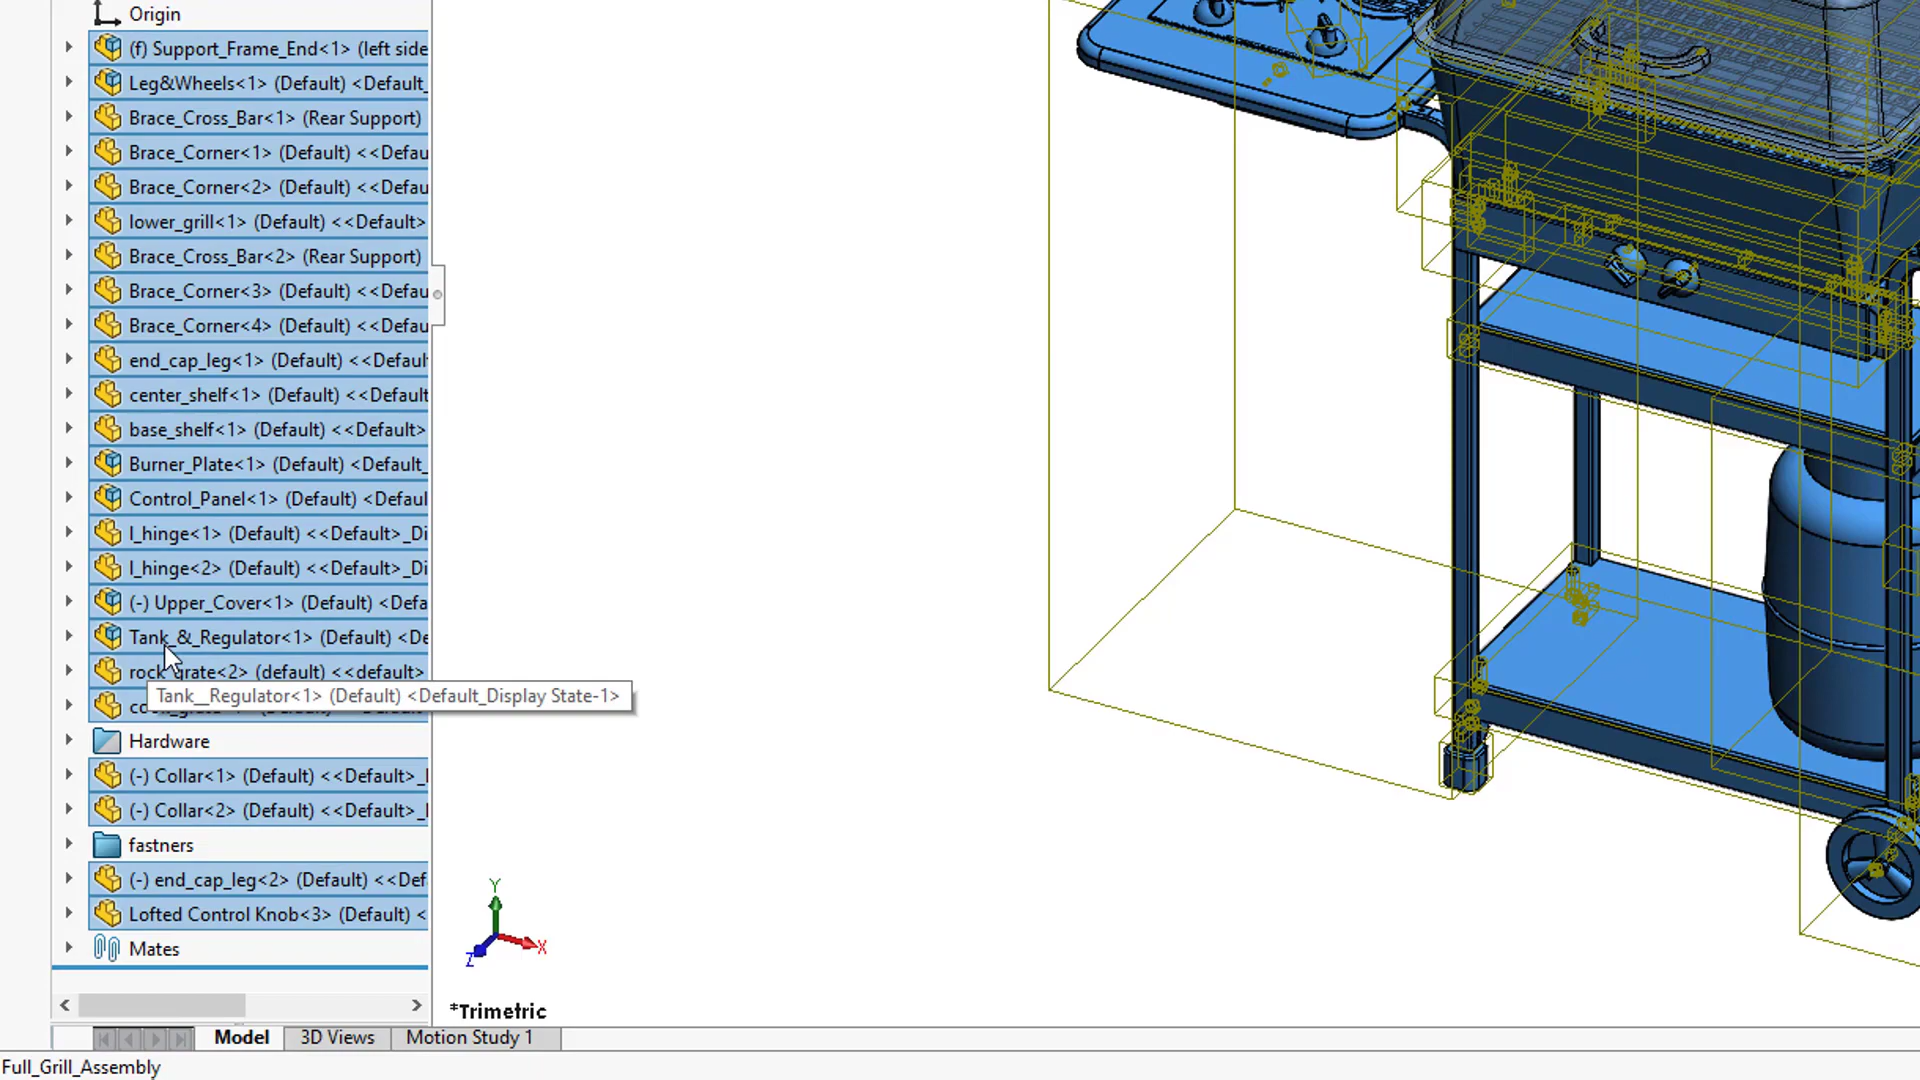 Origin
(f) Support_Frame_End<1> (left side
Leg&Wheels<1> (Default) <Default_
Brace_Cross_Bar<1> (Rear Support)
Brace_Corner<1> (Default) <<Defau
Brace_Corner<2> (Default) <<Defau
lower_grill<1> (Default) <<Default>
Brace_Cross_Bar<2> (Rear Support)
Brace_Corner<3> (Default) <<Defau
Brace_Corner<4> (Default) <<Defau
end_cap_leg<1> (Default) <<Default
center_shelf<1> (Default) <<Default
base_shelf<1> (Default) <<Default>
Burner_Plate<1> (Default) <Default_
Control_Panel<1> (Default) <Defaul
l_hinge<1> (Default) <<Default>_Di
l_hinge<2> (Default) <<Default>_Di
(-) Upper_Cover<1> (Default) <Defa
Tank_&_Regulator<1> (Default) <De
rock_grate<2> (default) <<default>
Tank__Regulator<1> (Default) <Default_Display State-1>
Hardware
(-) Collar<1> (Default) <<Default>_
(-) Collar<2> (Default) <<Default>_
fastners
(-) end_cap_leg<2> (Default) <<Def
Lofted Control Knob<3> (Default) <
Mates
Y
X
Z
*Trimetric
Model
3D Views
Motion Study 1
Full_Grill_Assembly